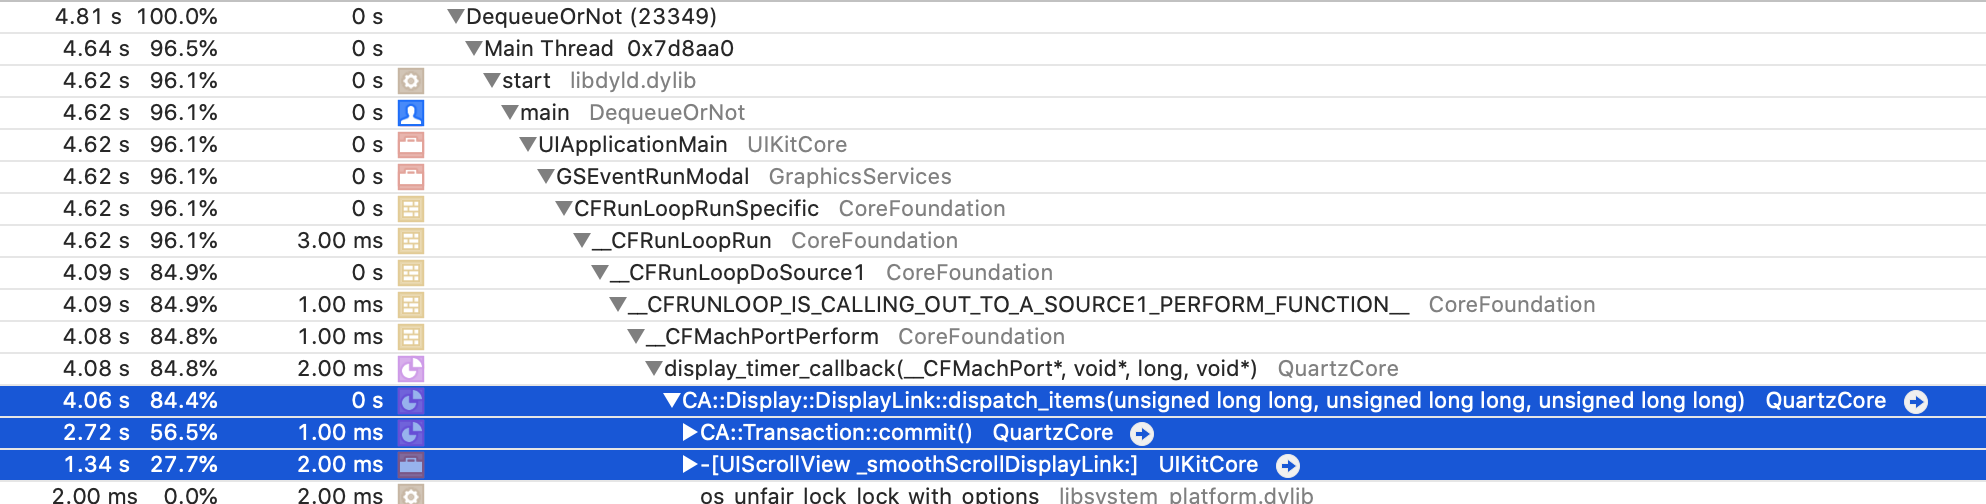 4.81 s 100.0% 0 s DequeueOrNot (23349)
4.64 s 96.5% 0 s Main Thread 0x7d8aa0
4.62 s 96.1% 0 s start libdyld.dylib
4.62 s 96.1% 0 s main DequeueOrNot
4.62 s 96.1% 0 s UIApplicationMain UIKitCore
4.62 s 96.1% 0 s GSEventRunModal GraphicsServices
4.62 s 96.1% 0 s CFRunLoopRunSpecific CoreFoundation
4.62 s 96.1% 3.00 ms __CFRunLoopRun CoreFoundation
4.09 s 84.9% 0 s __CFRunLoopDoSource1 CoreFoundation
4.09 s 84.9% 1.00 ms __CFRUNLOOP_IS_CALLING_OUT_TO_A_SOURCE1_PERFORM_FUNCTION__ CoreFoundation
4.08 s 84.8% 1.00 ms __CFMachPortPerform CoreFoundation
4.08 s 84.8% 2.00 ms display_timer_callback(__CFMachPort*, void*, long, void*) QuartzCore
4.06 s 84.4% 0 s CA::Display::DisplayLink::dispatch_items(unsigned long long, unsigned long long, unsigned long long) QuartzCore
2.72 s 56.5% 1.00 ms CA::Transaction::commit() QuartzCore
1.34 s 27.7% 2.00 ms -[UIScrollView _smoothScrollDisplayLink:] UIKitCore
2.00 ms 0.0% 2.00 ms os_unfair_lock_lock_with_options libsystem_platform.dylib